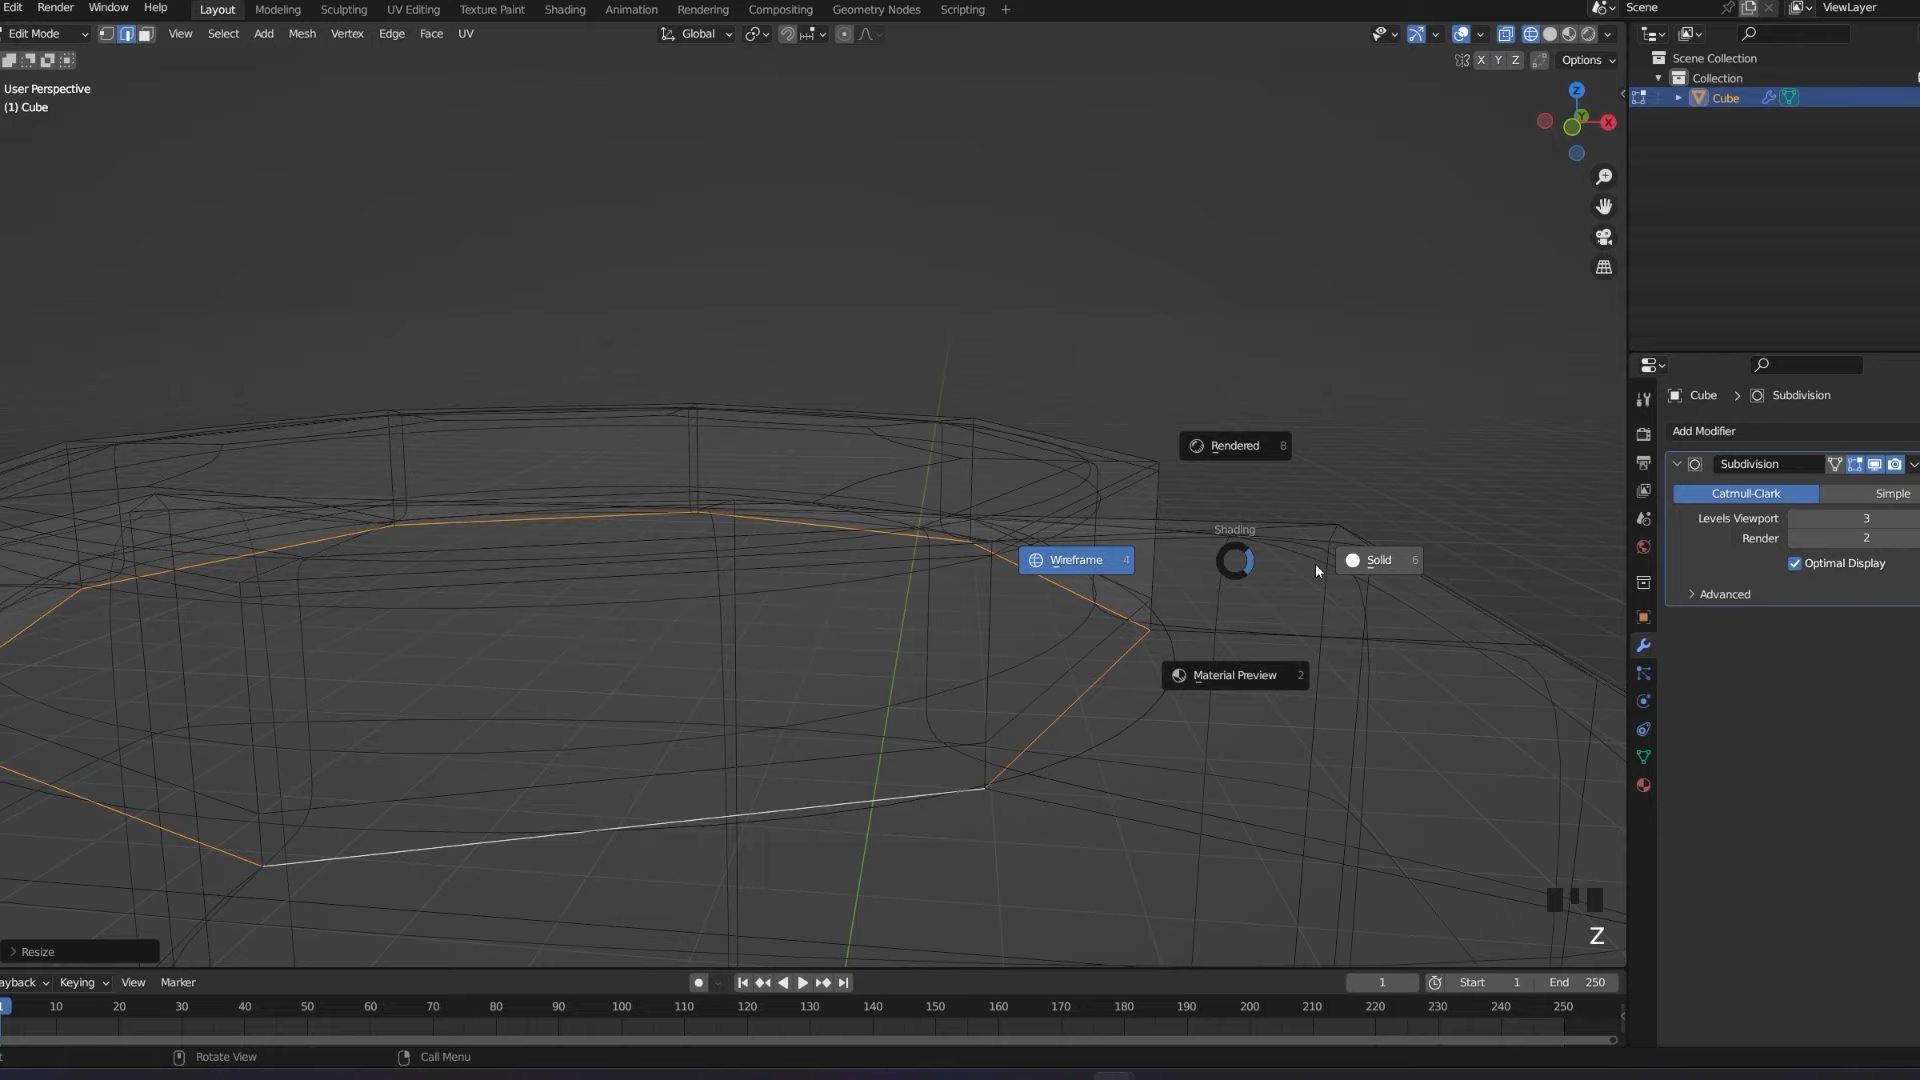 Edit Render Window Help Layout Modeling Sculpting UV Editing Texture Paint Shading Animation Rendering Compositing Geometry Nodes Scripting + Scene ViewLayer
Edit Mode View Select Add Mesh Vertex Edge Face UV Global
X Y Z Options
User Perspective
(1) Cube
Z
X
Y
Scene Collection
Collection
Cube
Cube > Subdivision
Add Modifier
Subdivision
Catmull-Clark Simple
Levels Viewport 3
Render 2
Optimal Display
Advanced
Rendered 8
Shading
Wireframe 4
Solid 6
Material Preview 2
Z
Resize
ayback Keying View Marker 1 Start 1 End 250
1 10 20 30 40 50 60 70 80 90 100 110 120 130 140 150 160 170 180 190 200 210 220 230 240 250
Rotate View Call Menu